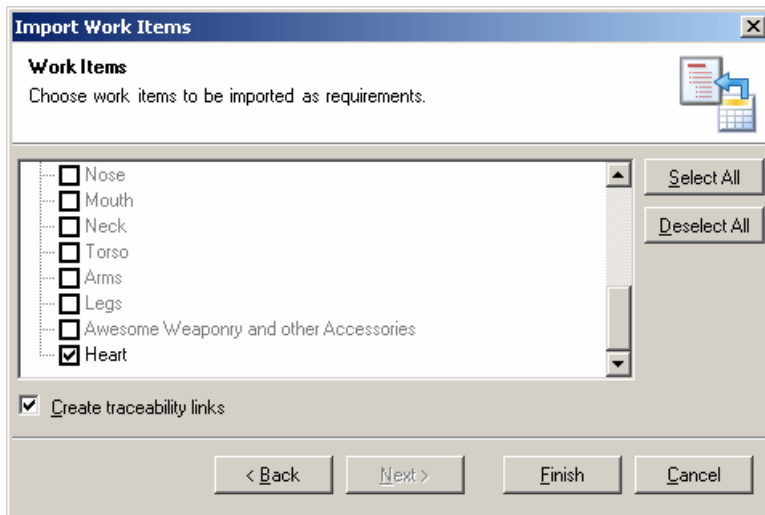 Import Work Items
Work Items
Choose work items to be imported as requirements.
Nose
Mouth
Neck
Torso
Arms
Legs
Awesome Weaponry and other Accessories
Heart
Select All
Deselect All
Create traceability links
< Back
Next >
Finish
Cancel